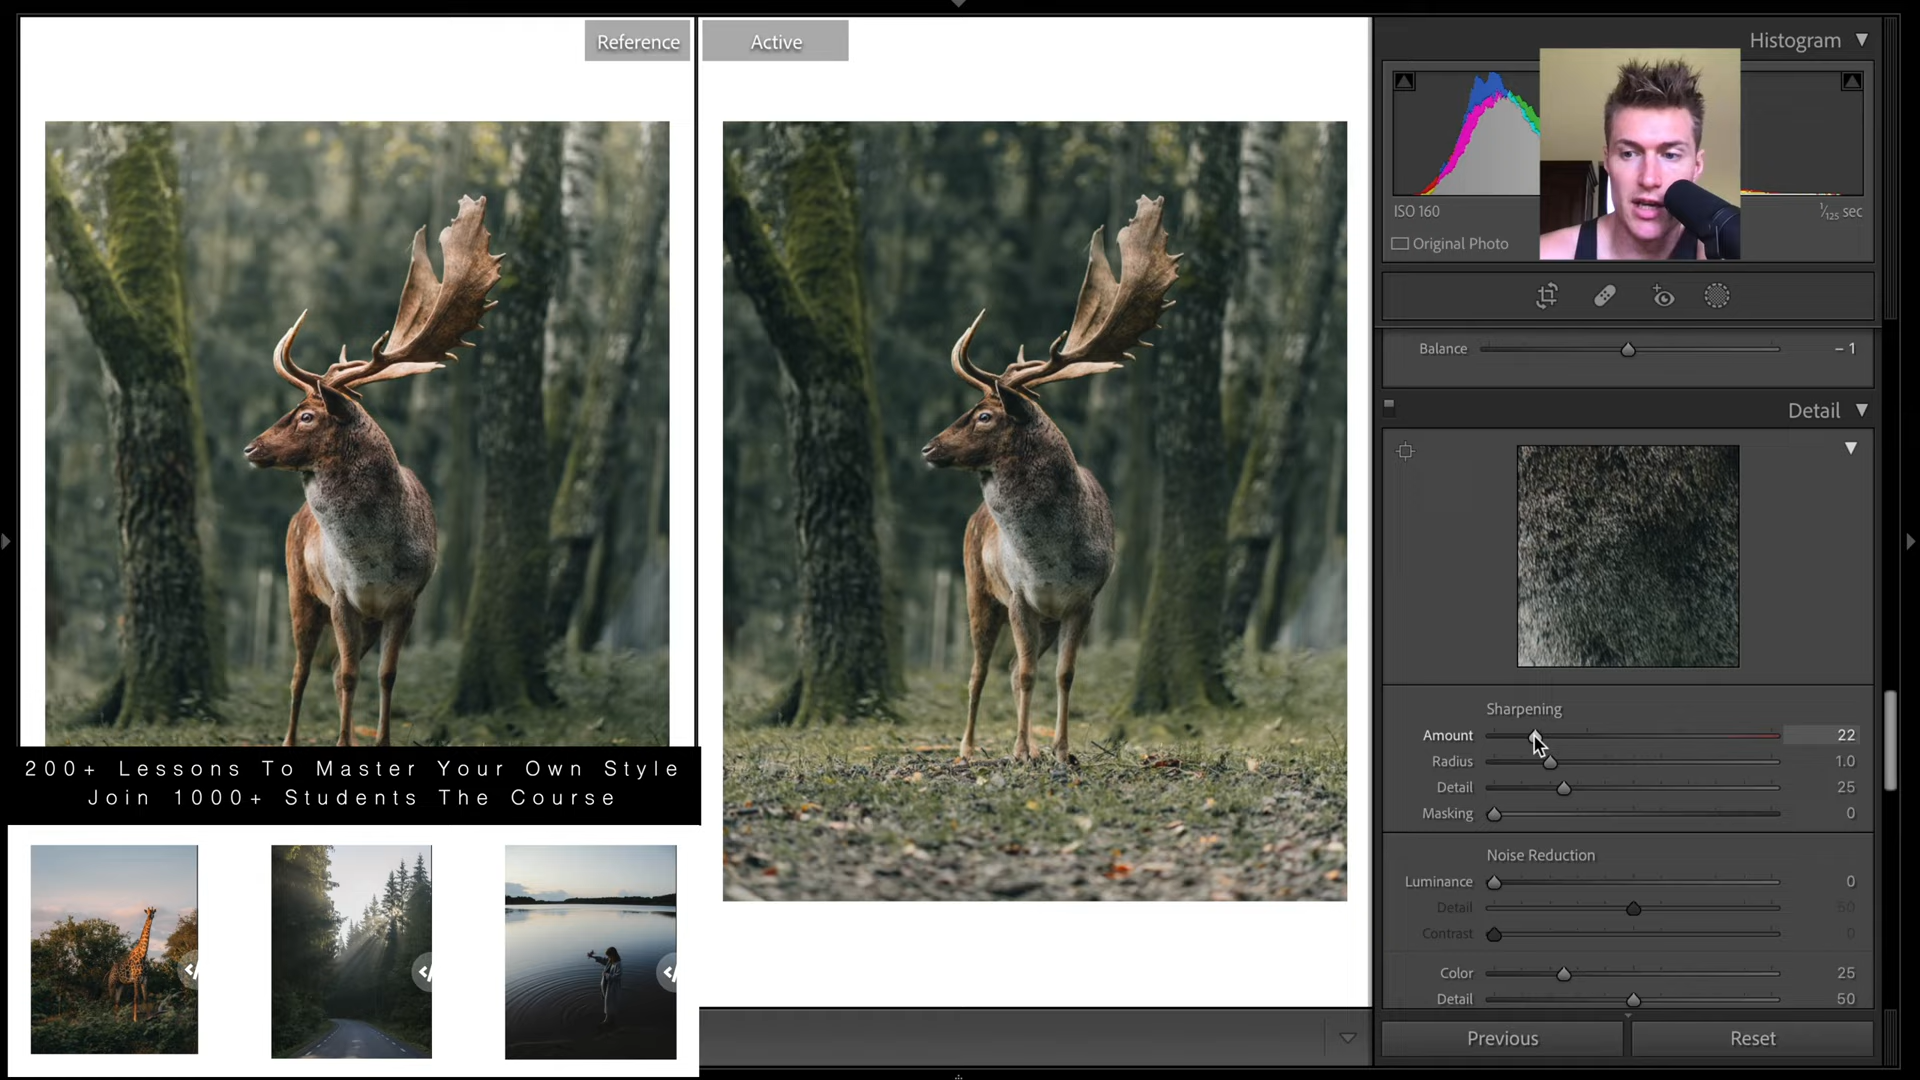 Reference
Active
Histogram
ISO 160
1/125 sec
Original Photo
Balance
– 1
Detail
Sharpening
Amount 22
Radius 1.0
Detail 25
Masking 0
Noise Reduction
Luminance 0
Detail 50
Contrast 0
Color 25
Detail 50
Previous
Reset
200+ Lessons To Master Your Own Style
Join 1000+ Students The Course